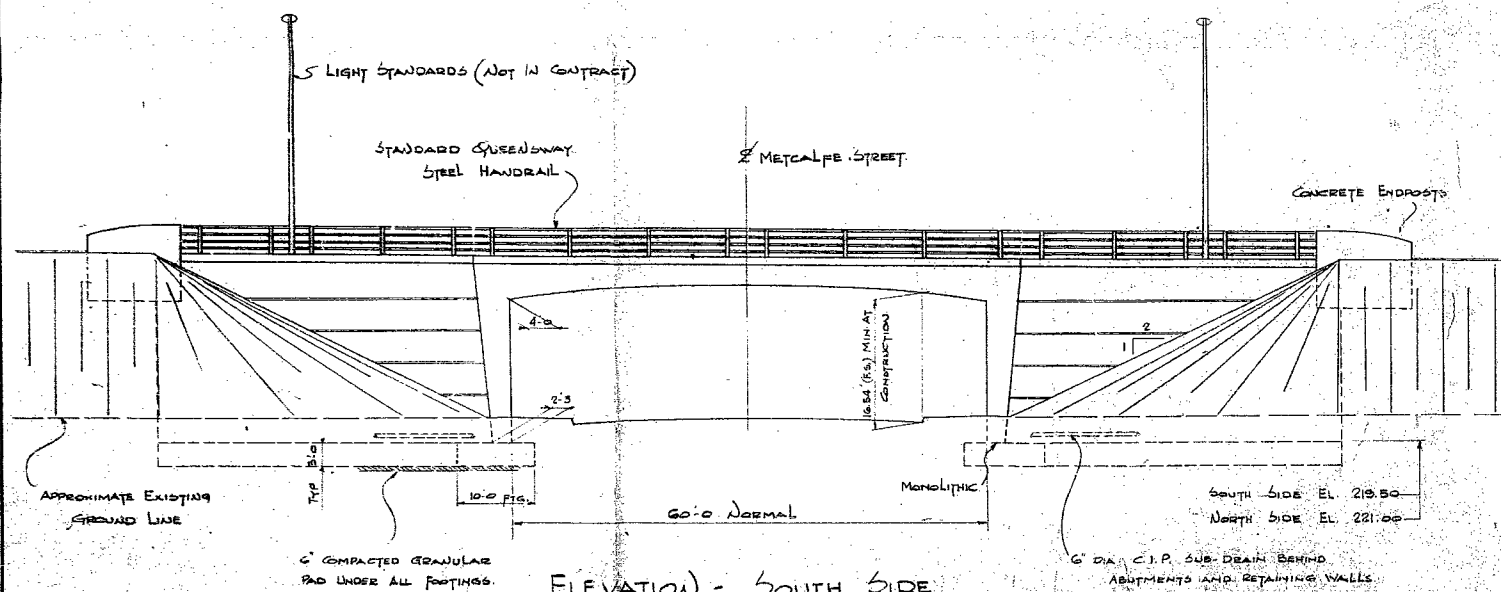 LIGHT STANDARDS (NOT IN CONTRACT)
STANDARD QUEENSWAY
STEEL HANDRAIL
℄ METCALFE STREET
CONCRETE ENDPOSTS
4'-0
16.54' (F.S.) MIN AT
CONSTRUCTION
2
1
2'-3
TYP 3'-0
10'-0 FTG.
APPROXIMATE EXISTING
GROUND LINE
MONOLITHIC
SOUTH SIDE EL. 219.50
NORTH SIDE EL. 221.00
60'-0 NORMAL
6" COMPACTED GRANULAR
PAD UNDER ALL FOOTINGS.
6" DIA. C.I.P. SUB-DRAIN BEHIND
ABUTMENTS AND RETAINING WALLS
ELEVATION - SOUTH SIDE